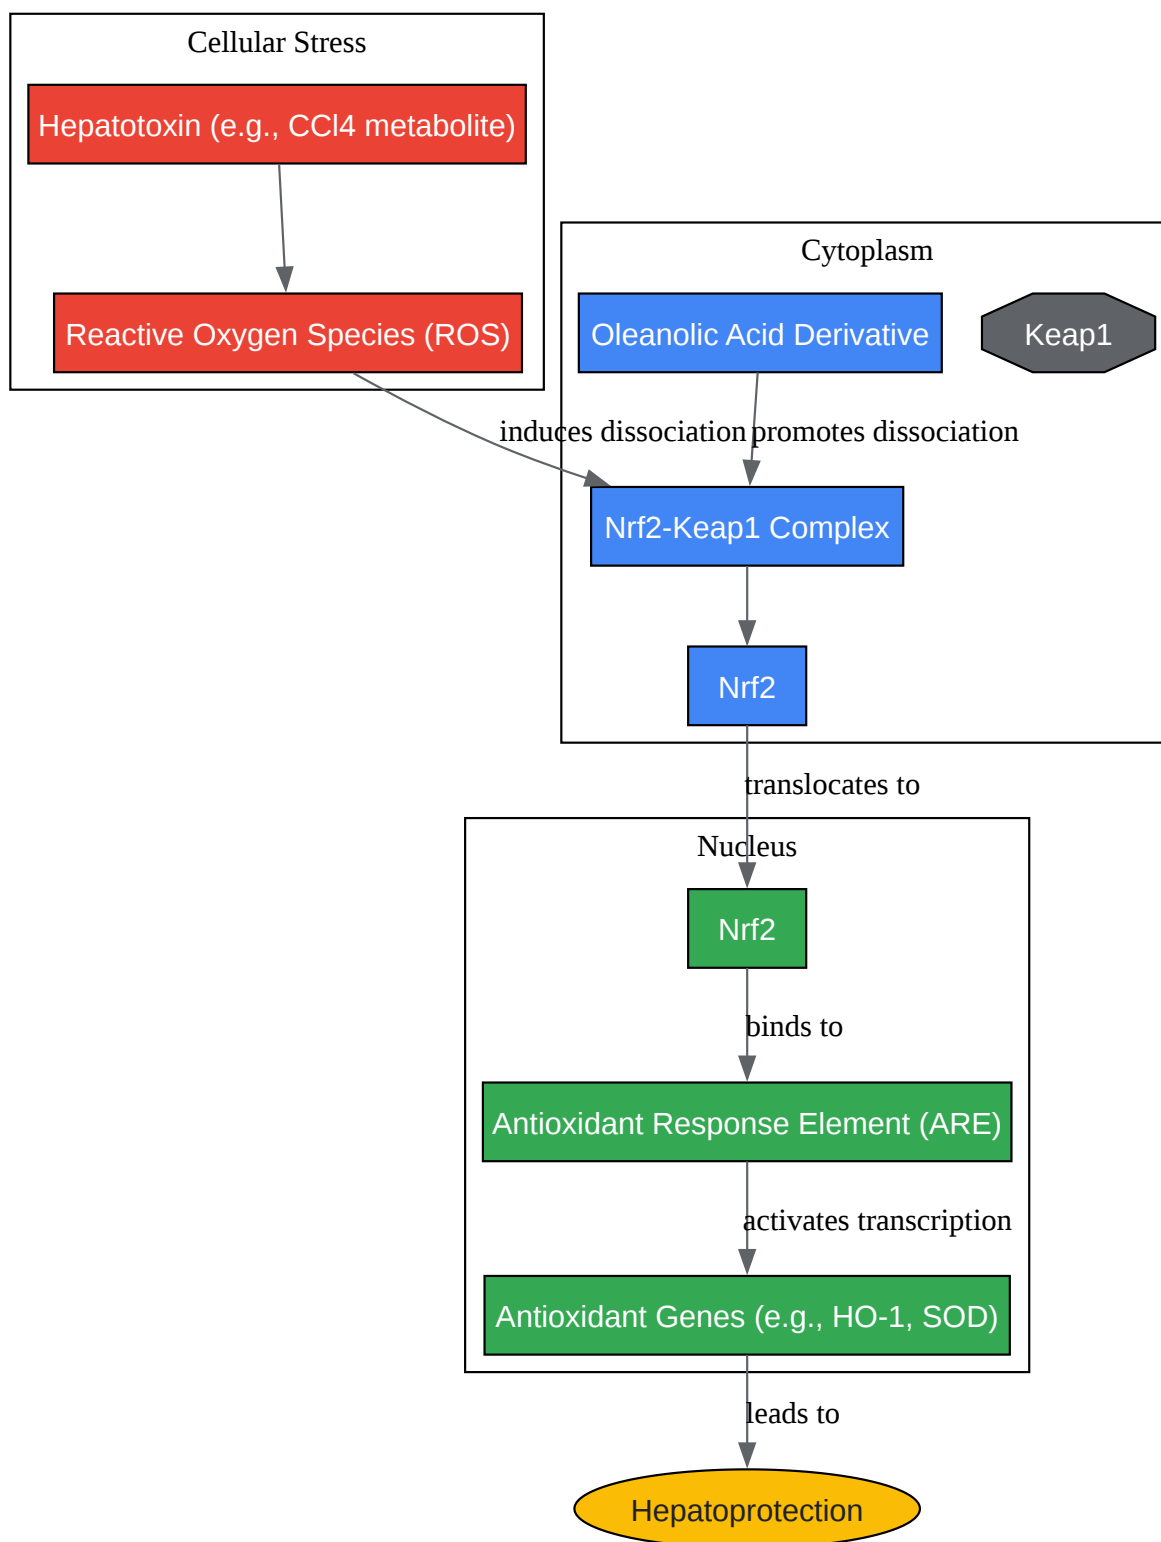 Cellular Stress
Hepatotoxin (e.g., CCl4 metabolite)
Reactive Oxygen Species (ROS)
Cytoplasm
Oleanolic Acid Derivative
Keap1
induces dissociation
promotes dissociation
Nrf2-Keap1 Complex
Nrf2
translocates to
Nucleus
Nrf2
binds to
Antioxidant Response Element (ARE)
activates transcription
Antioxidant Genes (e.g., HO-1, SOD)
leads to
Hepatoprotection